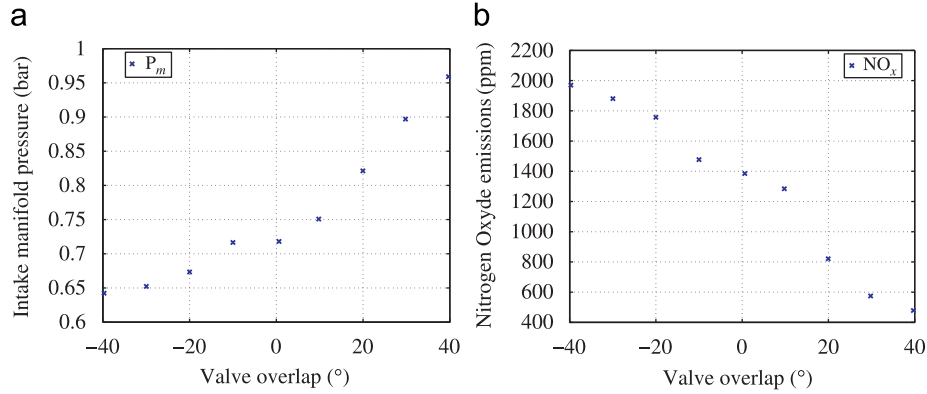 a
Intake manifold pressure (bar)
1
0.95
0.9
0.85
0.8
0.75
0.7
0.65
0.6
P_m
−40 −20 0 20 40
Valve overlap (°)
b
Nitrogen Oxyde emissions (ppm)
2200
2000
1800
1600
1400
1200
1000
800
600
400
NO_x
−40 −20 0 20 40
Valve overlap (°)